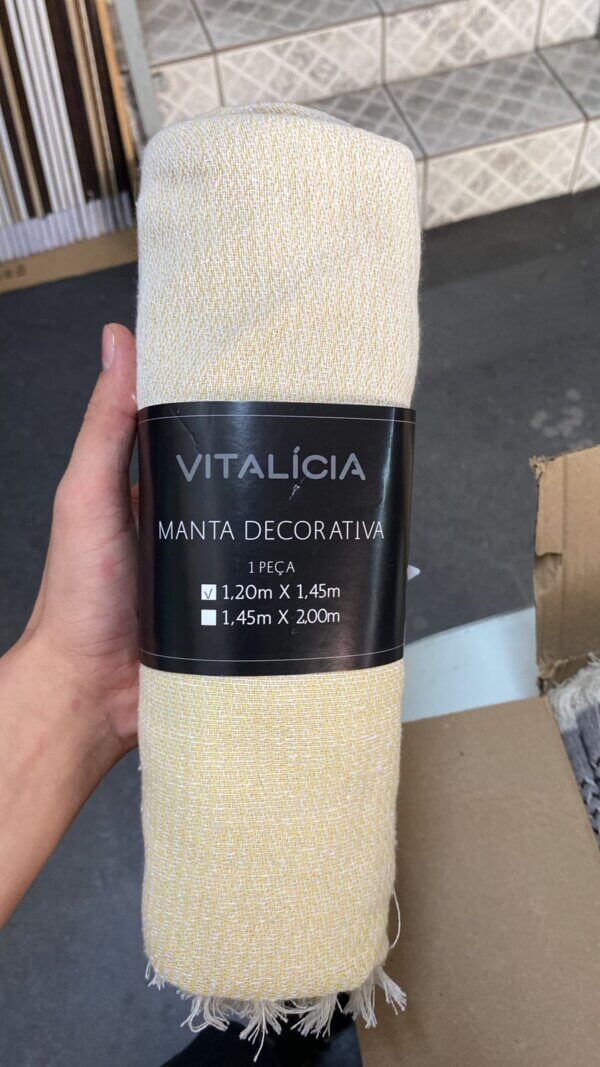 VITALÍCIA
MANTA DECORATIVA
1 PEÇA
√ 1,20m X 1,45m
1,45m X 2,00m